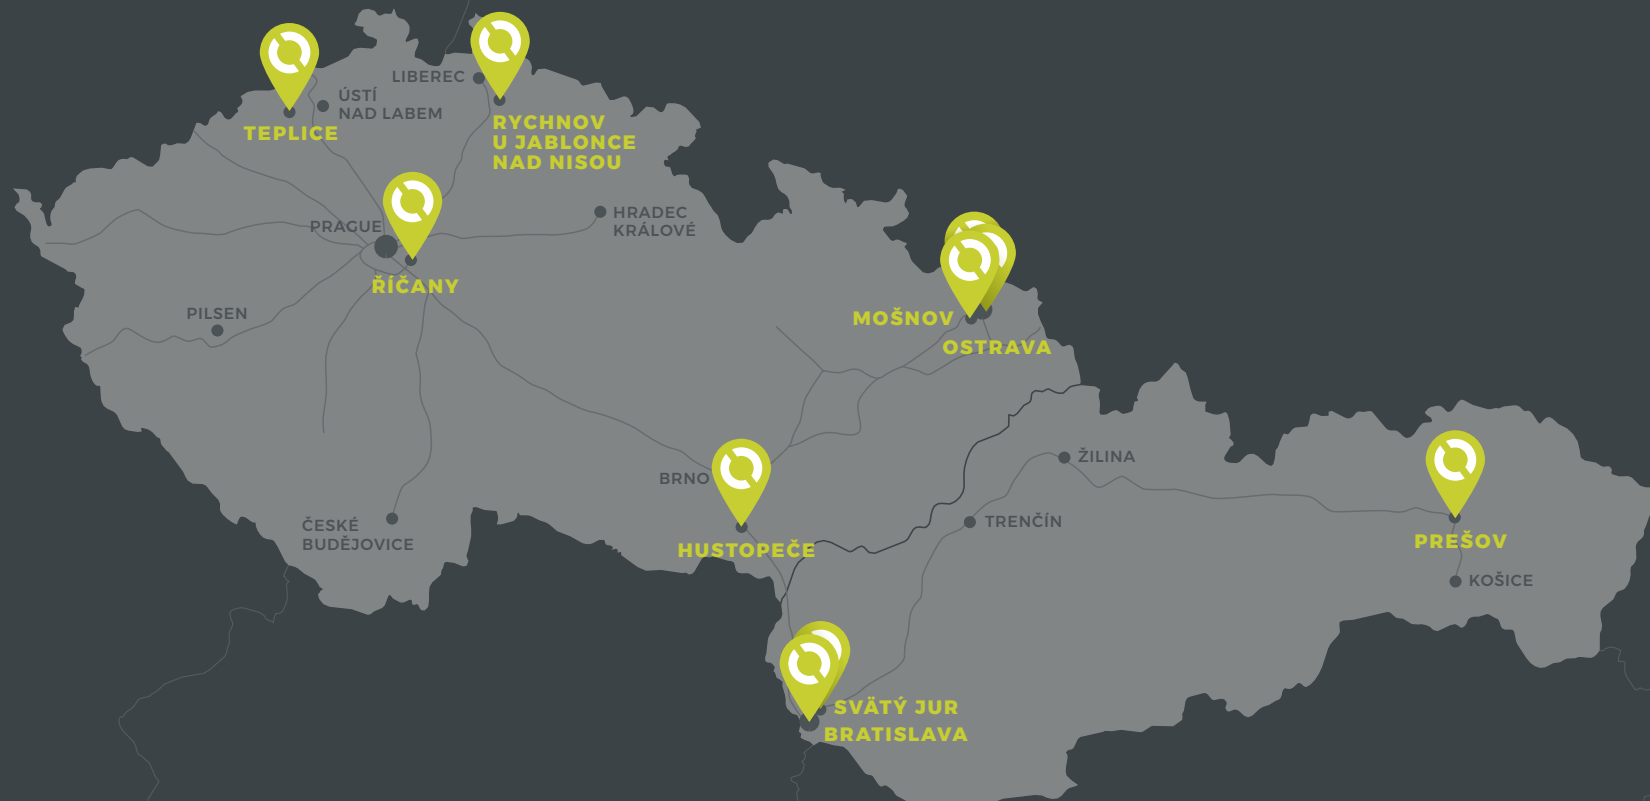 LIBEREC
ÚSTÍ
NAD LABEM
TEPLICE
RYCHNOV
U JABLONCE
NAD NISOU
PRAGUE
HRADEC
KRÁLOVÉ
ŘÍČANY
PILSEN
MOŠNOV
OSTRAVA
BRNO
ŽILINA
ČESKÉ
BUDĚJOVICE
TRENČÍN
HUSTOPEČE
PREŠOV
KOŠICE
SVÄTÝ JUR
BRATISLAVA